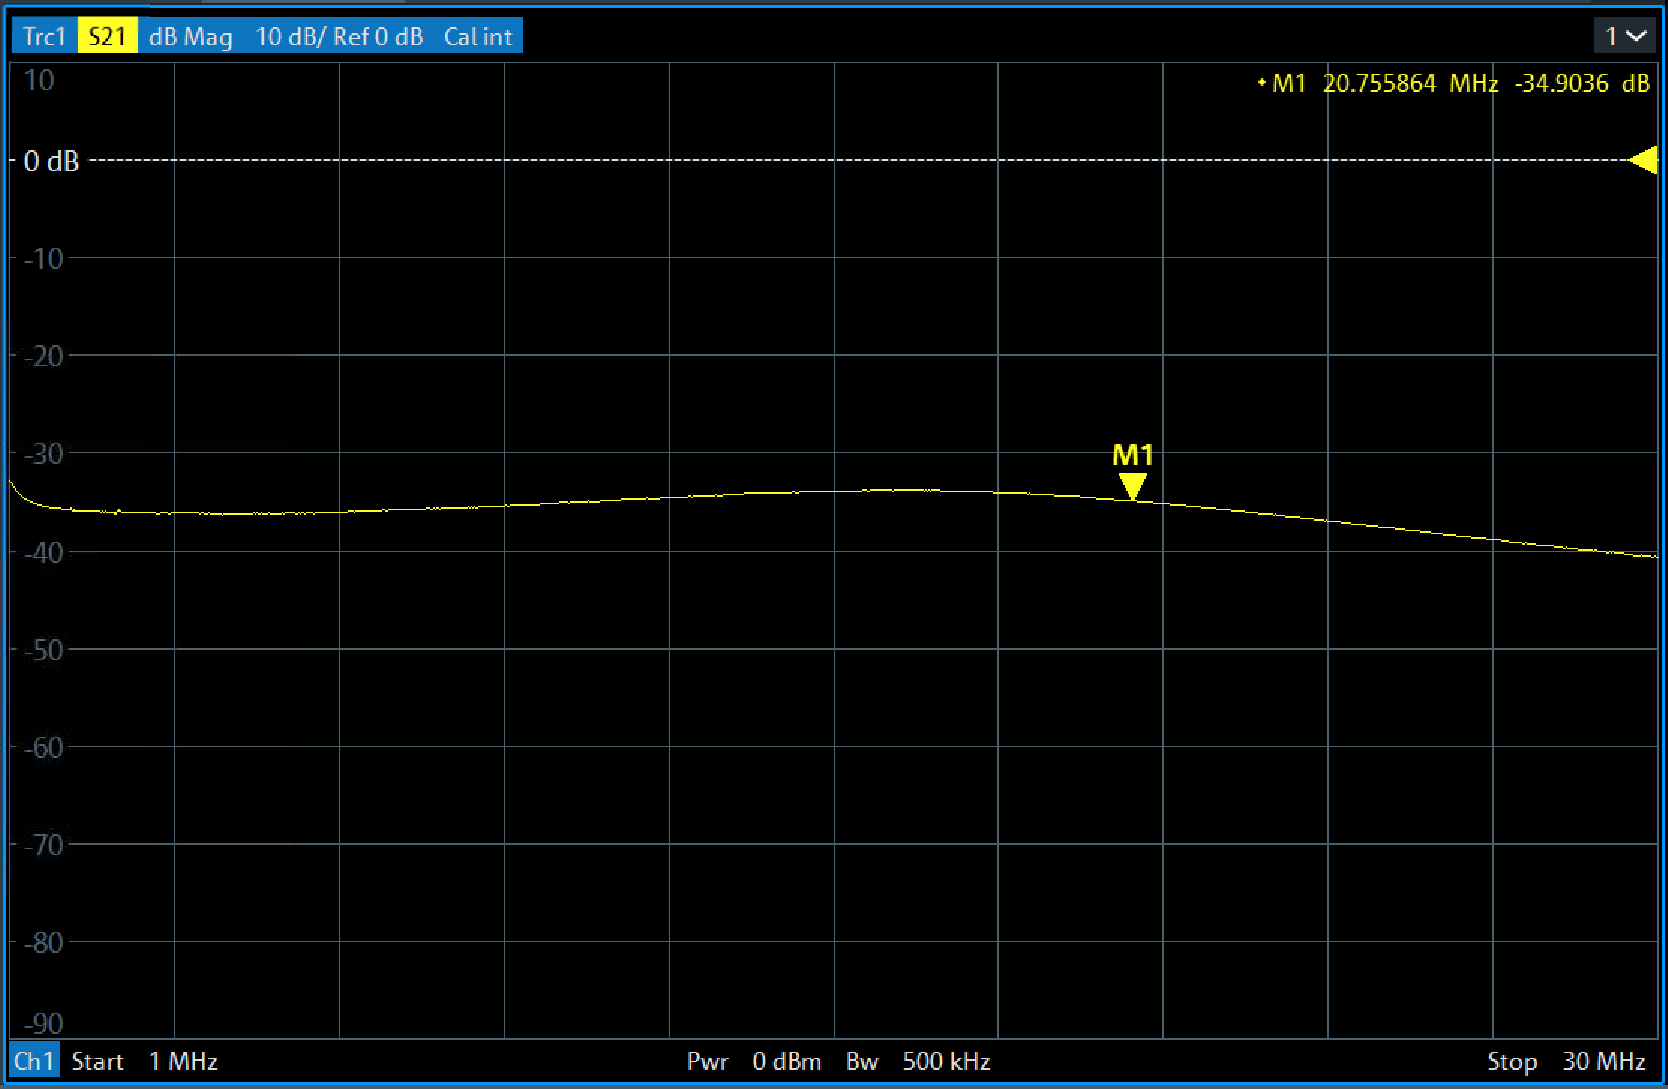 Trc1 S21 dB Mag 10 dB/ Ref 0 dB Cal int 1
10
• M1 20.755864 MHz -34.9036 dB
0 dB
-10
-20
-30
M1
-40
-50
-60
-70
-80
-90
Ch1 Start 1 MHz Pwr 0 dBm Bw 500 kHz Stop 30 MHz